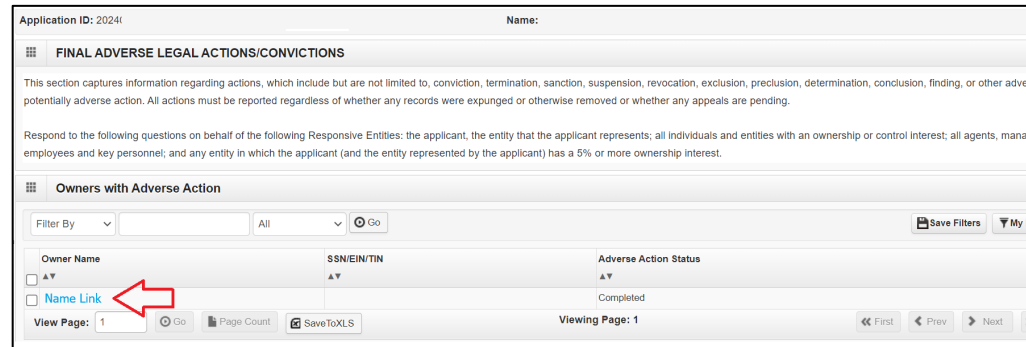 Application ID: 2024 Name:
FINAL ADVERSE LEGAL ACTIONS/CONVICTIONS
This section captures information regarding actions, which include but are not limited to, conviction, termination, sanction, suspension, revocation, exclusion, preclusion, determination, conclusion, finding, or other adve
potentially adverse action. All actions must be reported regardless of whether any records were expunged or otherwise removed or whether any appeals are pending.
Respond to the following questions on behalf of the following Responsive Entities: the applicant, the entity that the applicant represents; all individuals and entities with an ownership or control interest; all agents, mana
employees and key personnel; and any entity in which the applicant (and the entity represented by the applicant) has a 5% or more ownership interest.
Owners with Adverse Action
Filter By All Go Save Filters My
Owner Name SSN/EIN/TIN Adverse Action Status
Name Link Completed
View Page: 1 Go Page Count SaveToXLS Viewing Page: 1 First Prev Next